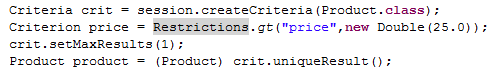 Criteria crit = session.createCriteria(Product.class);
Criterion price = Restrictions.gt("price",new Double(25.0));
crit.setMaxResults(1);
Product product = (Product) crit.uniqueResult();